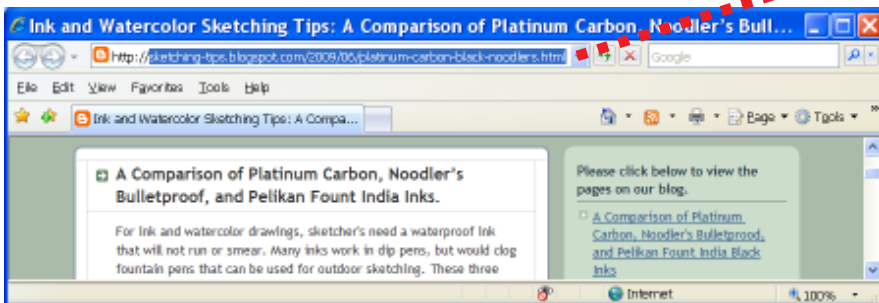 Ink and Watercolor Sketching Tips: A Comparison of Platinum Carbon, Noodler's Bull...
http://sketching-tips.blogspot.com/2009/06/platinum-carbon-black-noodlers.html
Google
File Edit View Favorites Tools Help
Ink and Watercolor Sketching Tips: A Compa...
Page Tools
A Comparison of Platinum Carbon, Noodler's
Bulletproof, and Pelikan Fount India Inks.
For ink and watercolor drawings, sketcher's need a waterproof ink
that will not run or smear. Many inks work in dip pens, but would clog
fountain pens that can be used for outdoor sketching. These three
Please click below to view the
pages on our blog.
A Comparison of Platinum
Carbon, Noodler's Bulletprood,
and Pelikan Fount India Black
Inks
Internet
100%